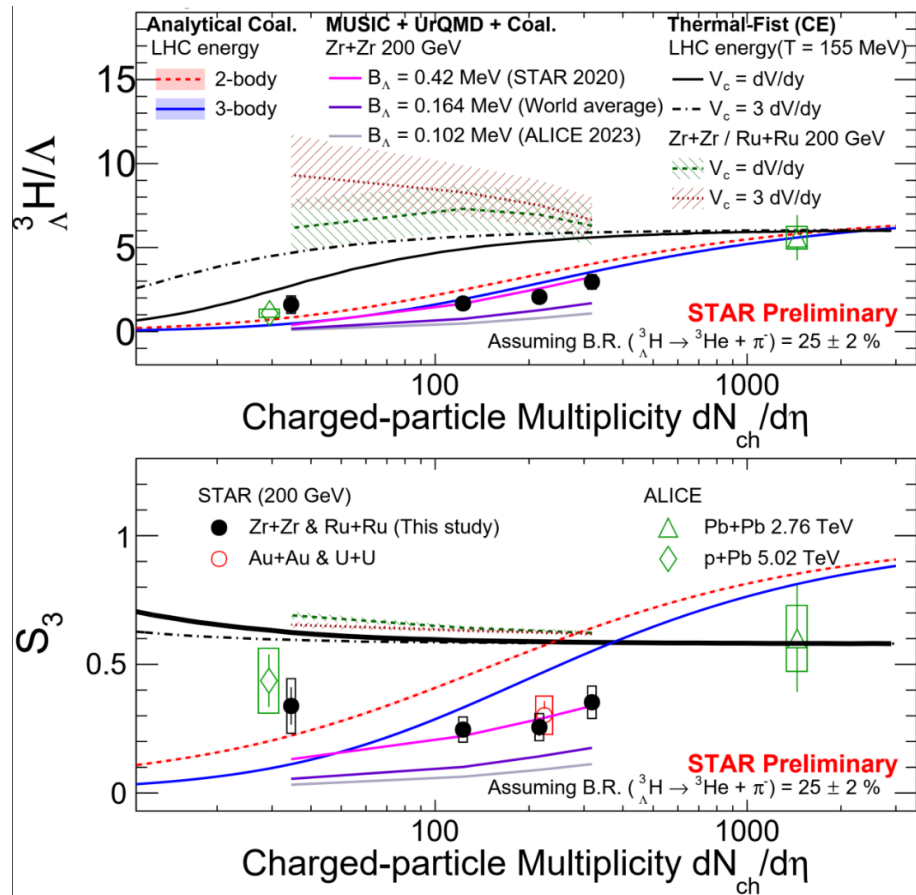 Analytical Coal.
LHC energy
2-body
3-body
MUSIC + UrQMD + Coal.
Zr+Zr 200 GeV
B_Λ = 0.42 MeV (STAR 2020)
B_Λ = 0.164 MeV (World average)
B_Λ = 0.102 MeV (ALICE 2023)
Thermal-Fist (CE)
LHC energy(T = 155 MeV)
V_c = dV/dy
V_c = 3 dV/dy
Zr+Zr / Ru+Ru 200 GeV
V_c = dV/dy
V_c = 3 dV/dy
15
10
5
0
³_ΛH/Λ
STAR Preliminary
Assuming B.R. (³_ΛH → ³He + π⁻) = 25 ± 2 %
100
1000
Charged-particle Multiplicity dN_ch/dη
STAR (200 GeV)
Zr+Zr & Ru+Ru (This study)
Au+Au & U+U
ALICE
Pb+Pb 2.76 TeV
p+Pb 5.02 TeV
1
0.5
0
S₃
STAR Preliminary
Assuming B.R. (³_ΛH → ³He + π⁻) = 25 ± 2 %
100
1000
Charged-particle Multiplicity dN_ch/dη